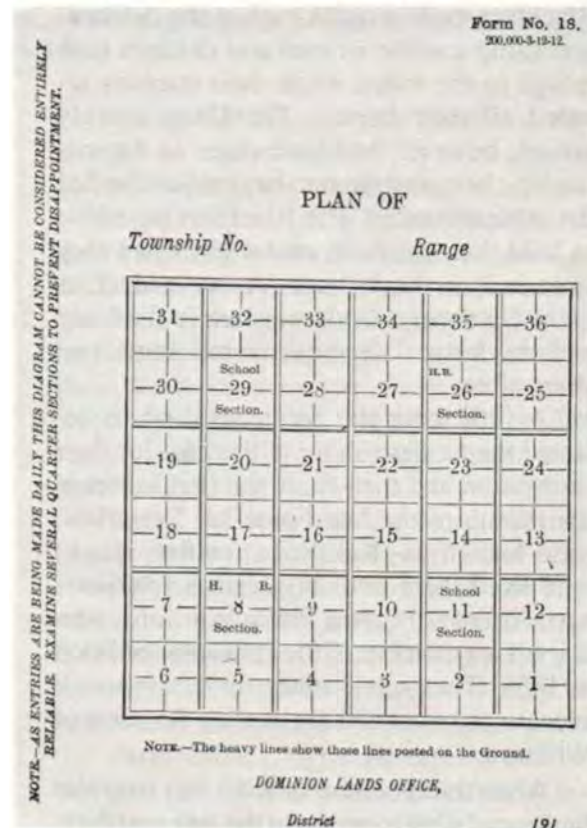 Form No. 18.
200,000-3-12-12.
NOTE.—AS ENTRIES ARE BEING MADE DAILY THIS DIAGRAM CANNOT BE CONSIDERED ENTIRELY
RELIABLE. EXAMINE SEVERAL QUARTER SECTIONS TO PREVENT DISAPPOINTMENT.
PLAN OF
Township No. Range
31 32 33 34 35 36
School H.B.
30 29 28 27 26 25
Section. Section.
19 20 21 22 23 24
18 17 16 15 14 13
H. B. School
7 8 9 10 11 12
Section. Section.
6 5 4 3 2 1
NOTE.—The heavy lines show those lines posted on the Ground.
DOMINION LANDS OFFICE,
District 191